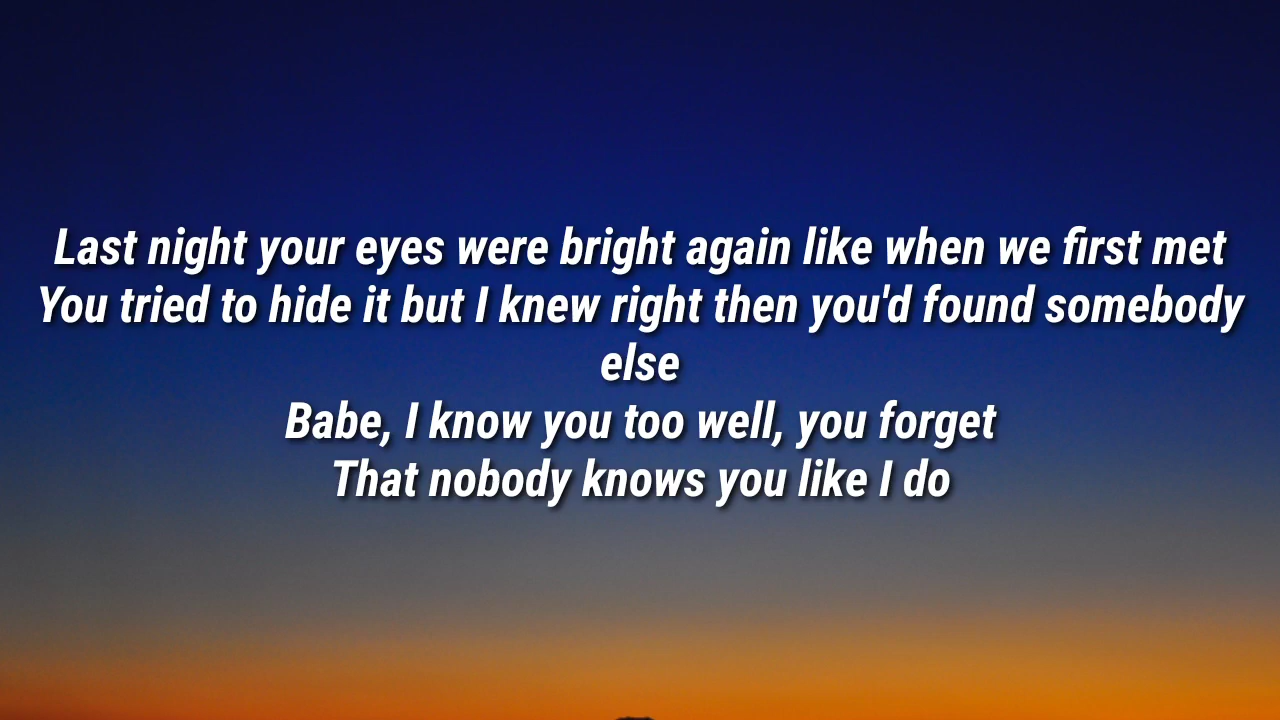 Last night your eyes were bright again like when we first met
You tried to hide it but I knew right then you'd found somebody
else
Babe, I know you too well, you forget
That nobody knows you like I do